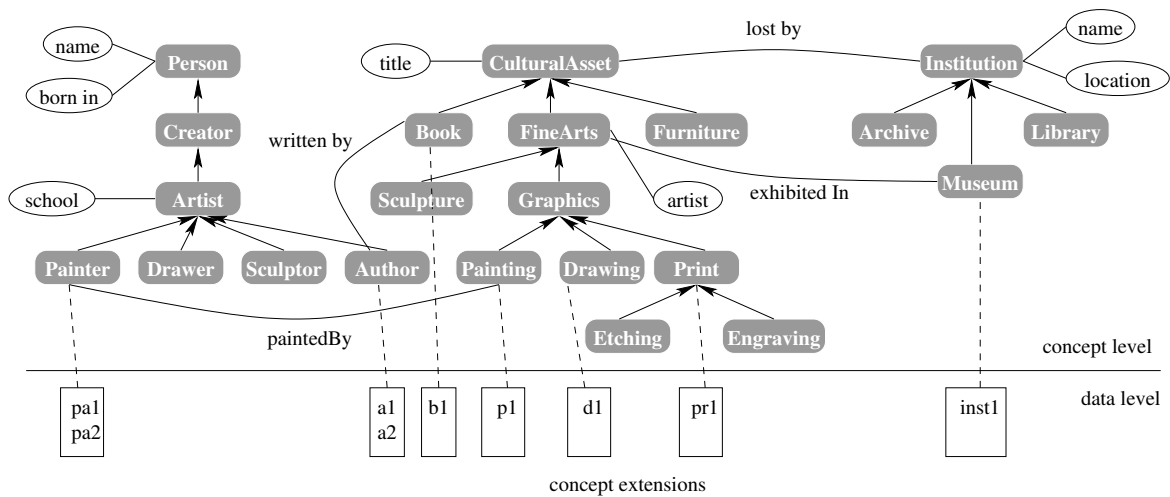 lost by
name
name
Person
title
CulturalAsset
Institution
born in
location
Creator
written by
Book
FineArts
Furniture
Archive
Library
school
Artist
Sculpture
Graphics
artist
exhibited In
Museum
Painter
Drawer
Sculptor
Author
Painting
Drawing
Print
paintedBy
Etching
Engraving
concept level
data level
pa1
pa2
a1
a2
b1
p1
d1
pr1
inst1
concept extensions